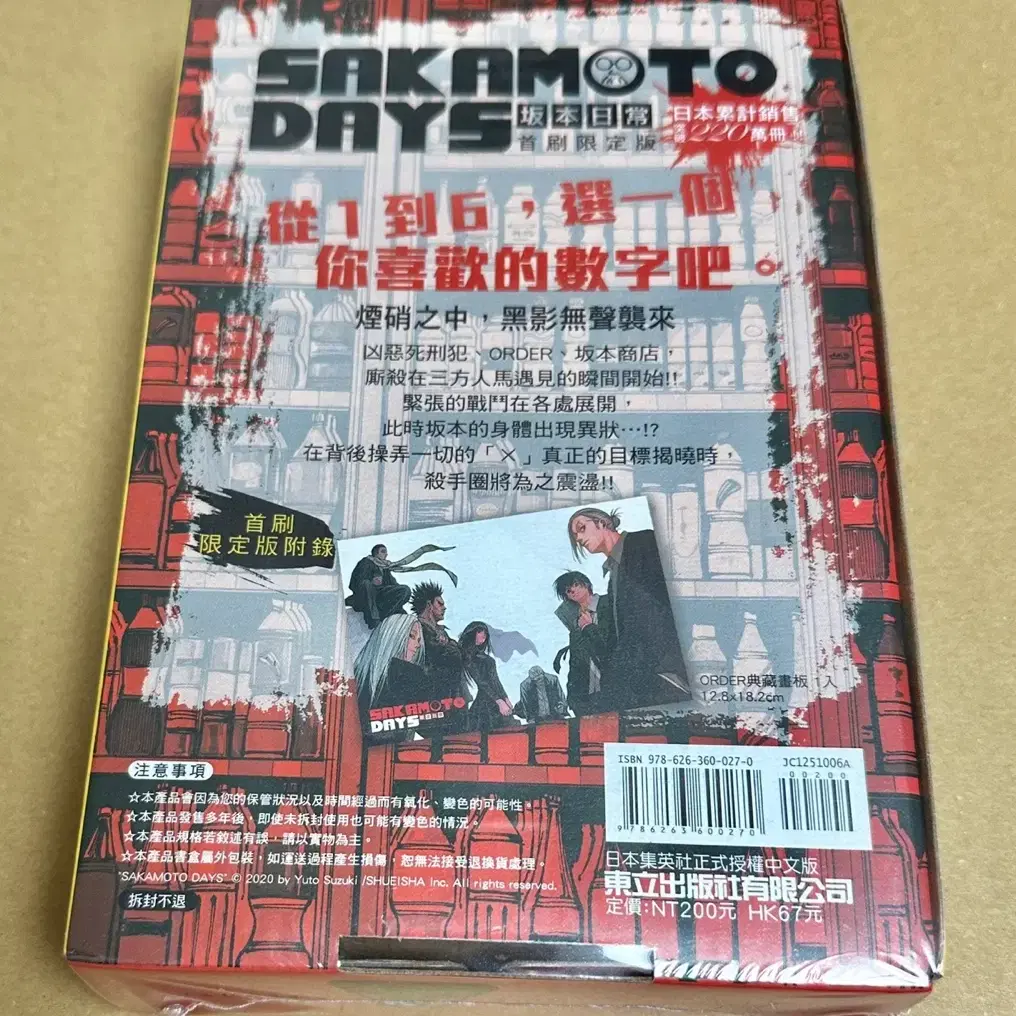 SAKAMOTO
DAYS 坂本日常
首刷限定版
日本累計銷售
突破220萬冊
從1到6，選一個
你喜歡的數字吧。
煙硝之中，黑影無聲襲來
凶惡死刑犯、ORDER、坂本商店，
廝殺在三方人馬遇見的瞬間開始!!
緊張的戰鬥在各處展開，
此時坂本的身體出現異狀…!?
在背後操弄一切的「×」真正的目標揭曉時，
殺手圈將為之震盪!!
首刷
限定版附錄
SAKAMOTO
DAYS
ORDER典藏畫板 1入
12.8x18.2cm
ISBN 978-626-360-027-0
JC1251006A
00200
9786263600270
注意事項
☆本產品會因為您的保管狀況以及時間經過而有氧化、變色的可能性。
☆本產品發售多年後，即使未拆封使用也可能有變色的情況。
☆本產品規格若敘述有誤，請以實物為主。
☆本產品書盒屬外包裝，如運送過程產生損傷，恕無法接受退換貨處理。
"SAKAMOTO DAYS" © 2020 by Yuto Suzuki /SHUEISHA Inc. All rights reserved.
拆封不退
日本集英社正式授權中文版
東立出版社有限公司
定價:NT200元 HK67元